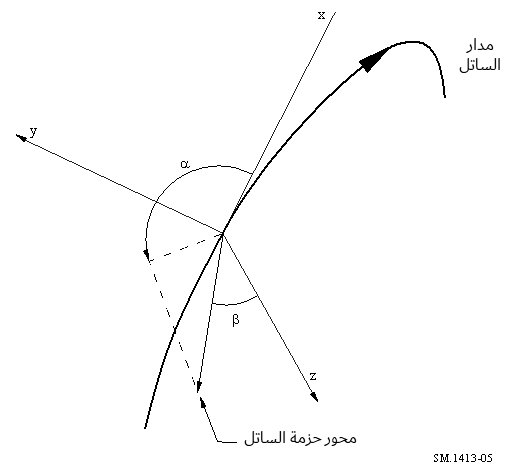 x
مدار
الساتل
y
α
β
z
محور حزمة الساتل
SM.1413-05